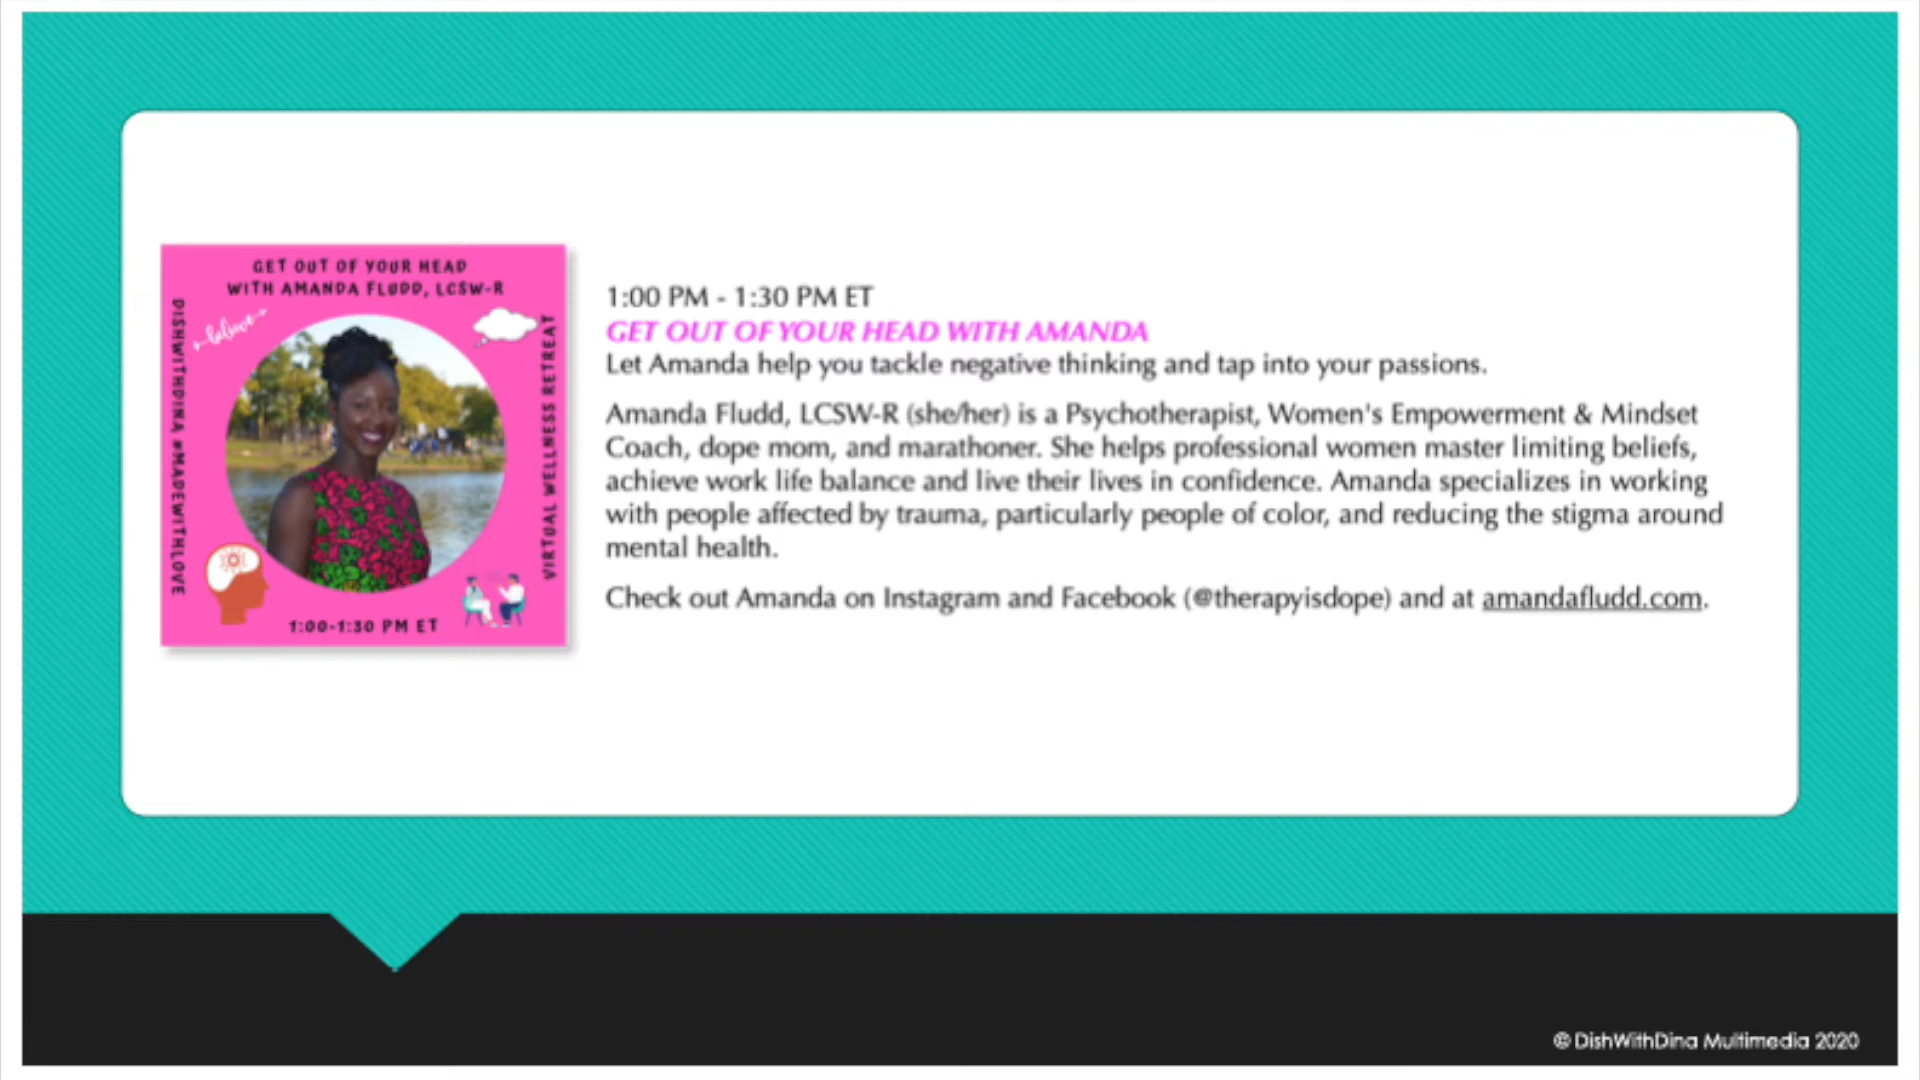 GET OUT OF YOUR HEAD
WITH AMANDA FLUDD, LCSW-R
DISHWITHDINA #MADEWITHLOVE
balance
VIRTUAL WELLNESS RETREAT
1:00-1:30 PM ET
1:00 PM - 1:30 PM ET
GET OUT OF YOUR HEAD WITH AMANDA
Let Amanda help you tackle negative thinking and tap into your passions.
Amanda Fludd, LCSW-R (she/her) is a Psychotherapist, Women's Empowerment & Mindset
Coach, dope mom, and marathoner. She helps professional women master limiting beliefs,
achieve work life balance and live their lives in confidence. Amanda specializes in working
with people affected by trauma, particularly people of color, and reducing the stigma around
mental health.
Check out Amanda on Instagram and Facebook (@therapyisdope) and at amandafludd.com.
© DishWithDina Multimedia 2020